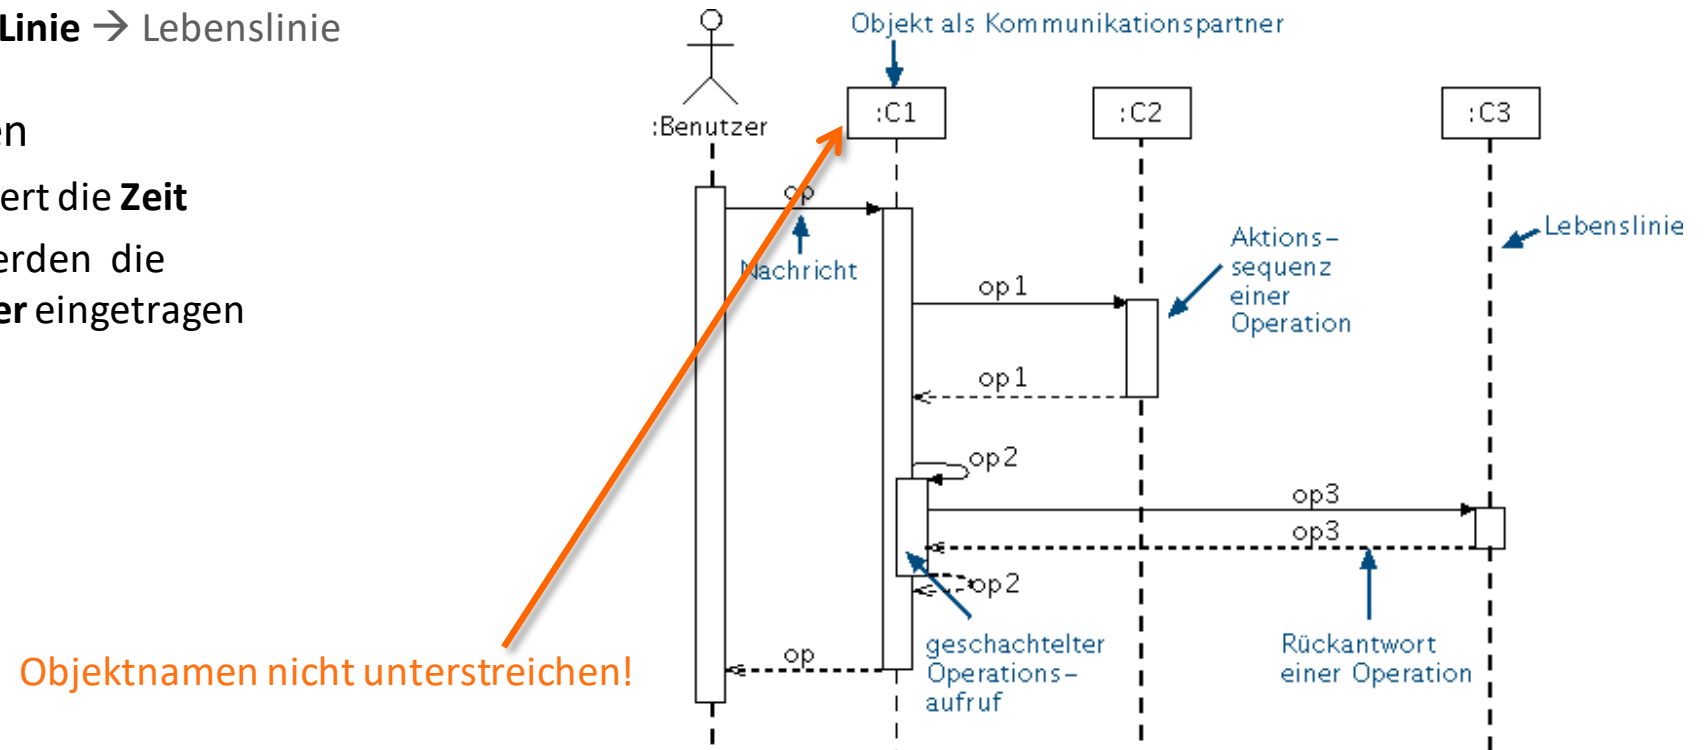 Linie → Lebenslinie
en
ert die Zeit
erden die
er eingetragen
Objektnamen nicht unterstreichen!
Objekt als Kommunikationspartner
:Benutzer
:C1
:C2
:C3
op
Nachricht
Lebenslinie
Aktions-
sequenz
einer
Operation
op1
op1
op2
op3
op3
op2
geschachtelter
Operations-
aufruf
Rückantwort
einer Operation
op